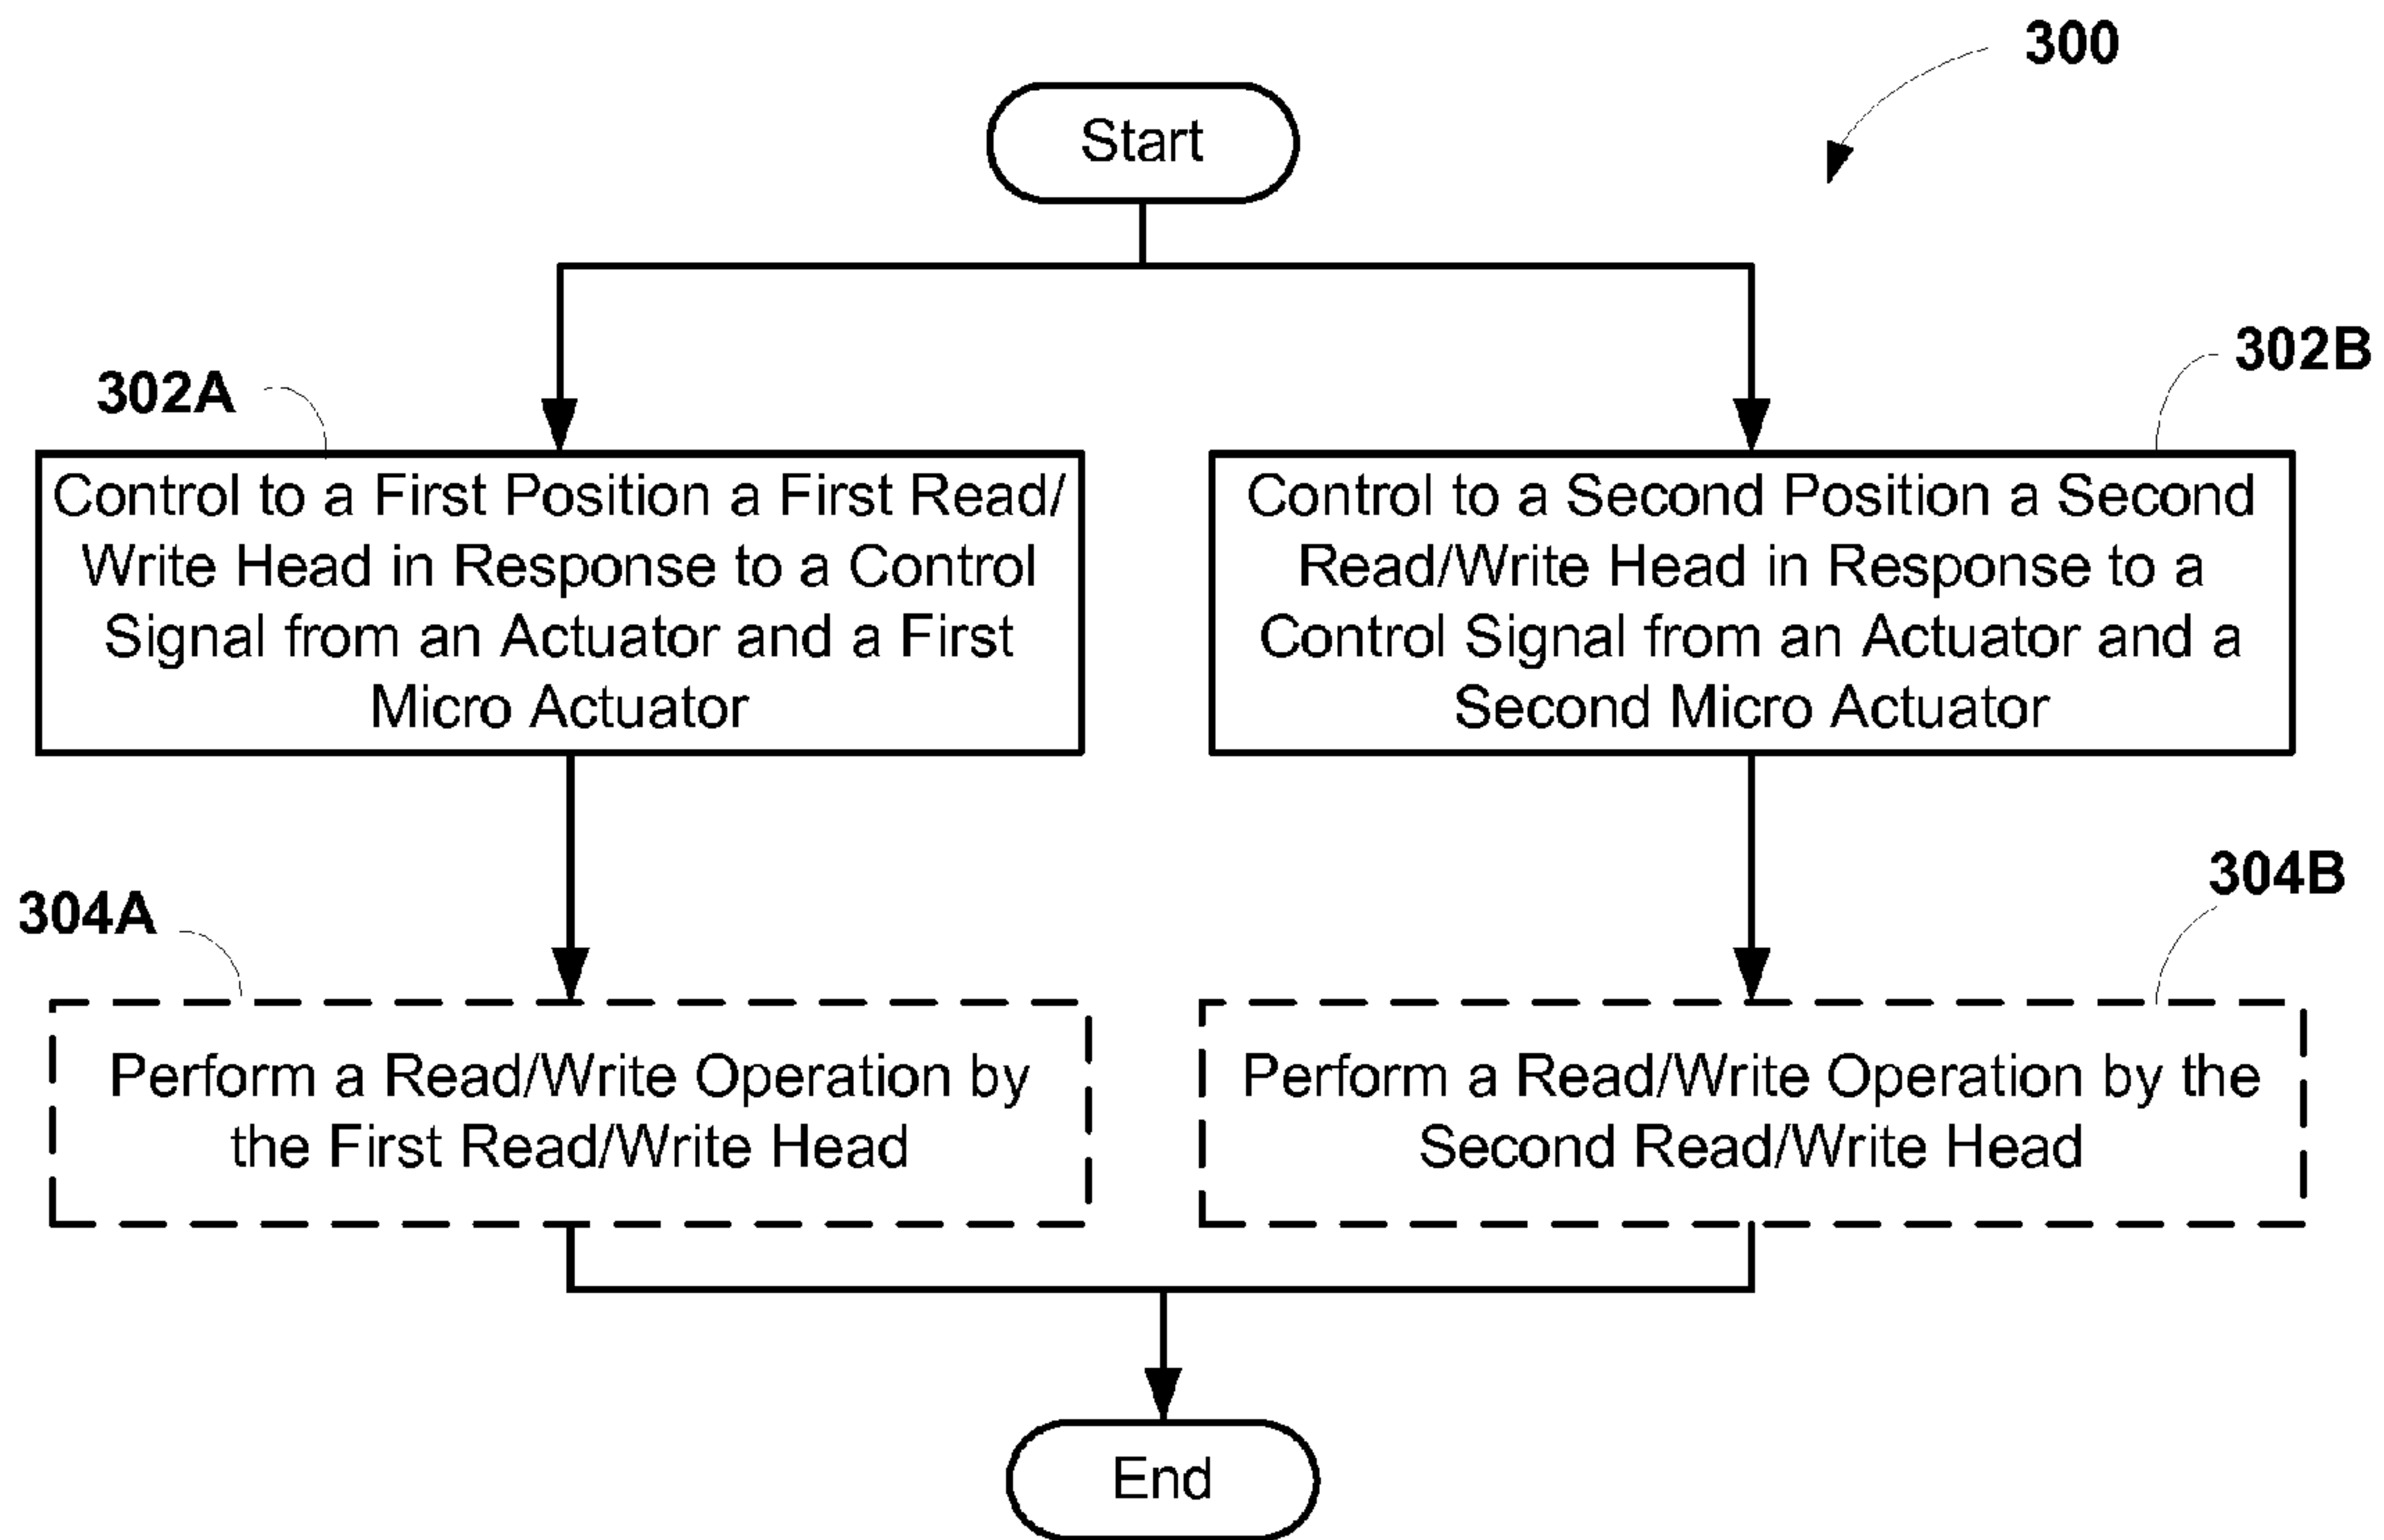 300
Start
302A
302B
Control to a First Position a First Read/
Write Head in Response to a Control
Signal from an Actuator and a First
Micro Actuator
Control to a Second Position a Second
Read/Write Head in Response to a
Control Signal from an Actuator and a
Second Micro Actuator
304A
304B
Perform a Read/Write Operation by
the First Read/Write Head
Perform a Read/Write Operation by the
Second Read/Write Head
End